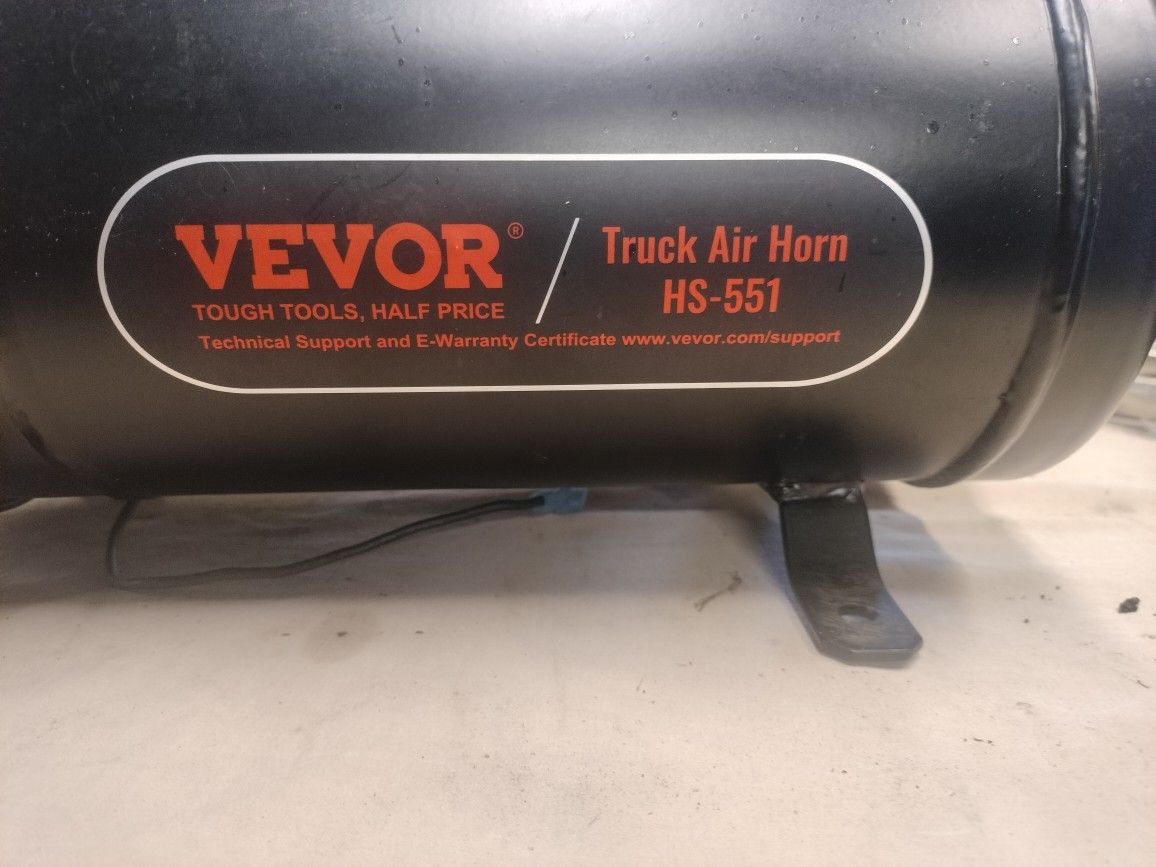 VEVOR®
TOUGH TOOLS, HALF PRICE
Truck Air Horn
HS-551
Technical Support and E-Warranty Certificate www.vevor.com/support